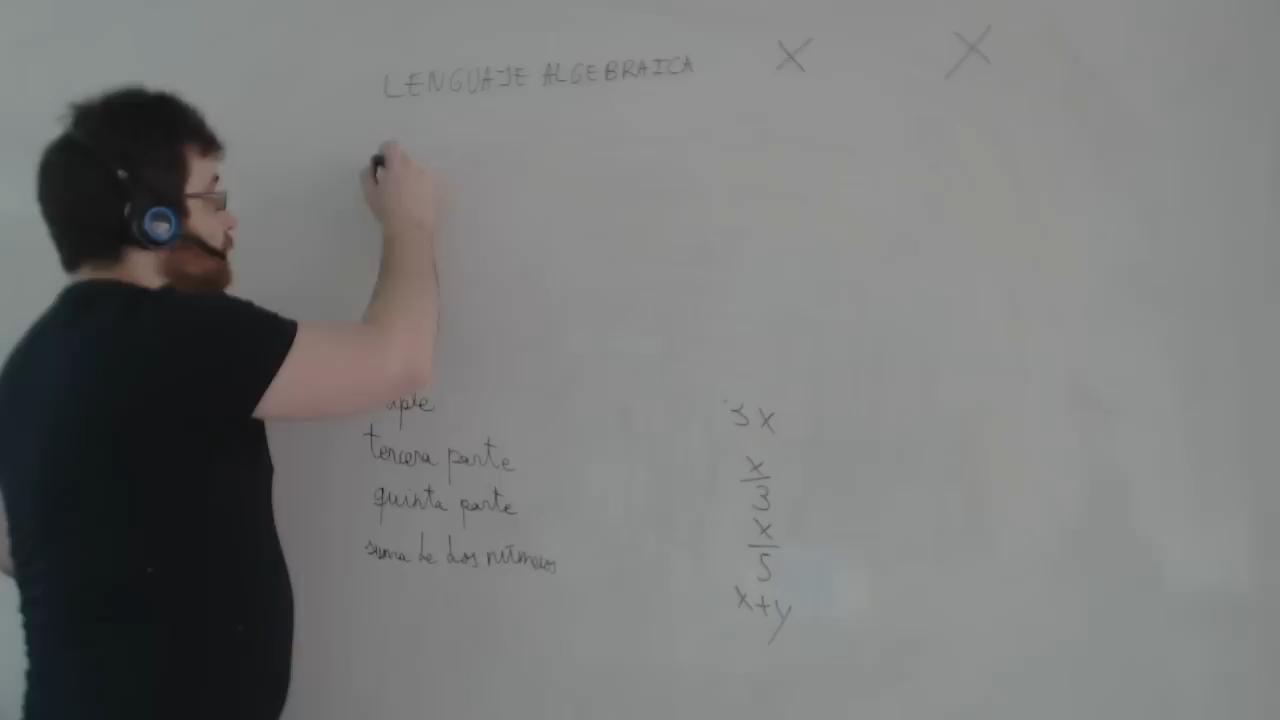 LENGUAJE ALGEBRAICA X X
3x
tercera parte x/3
quinta parte x/5
suma de dos números x+y